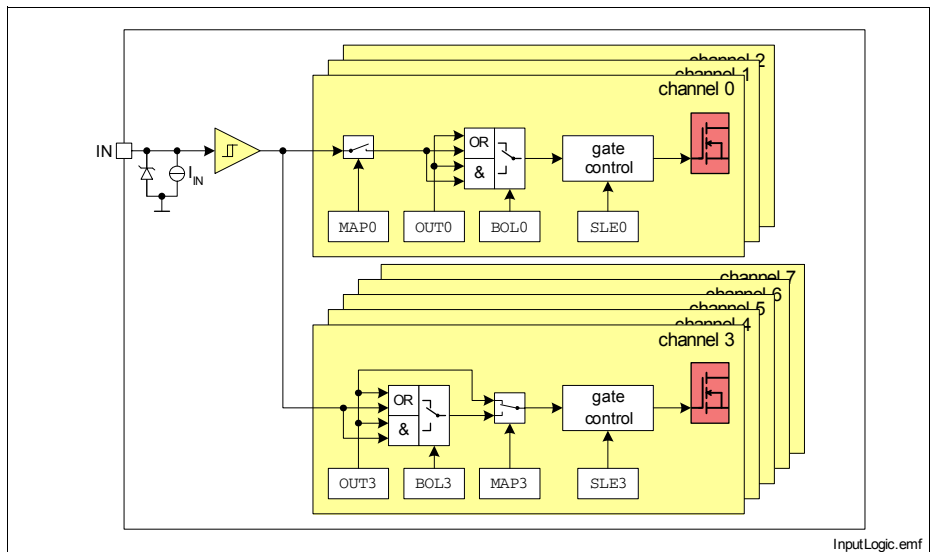 channel 2
channel 1
channel 0
IN
I_IN
OR
&
gate
control
MAP0
OUT0
BOL0
SLE0
channel 7
channel 6
channel 5
channel 4
channel 3
OR
&
gate
control
OUT3
BOL3
MAP3
SLE3
InputLogic.emf